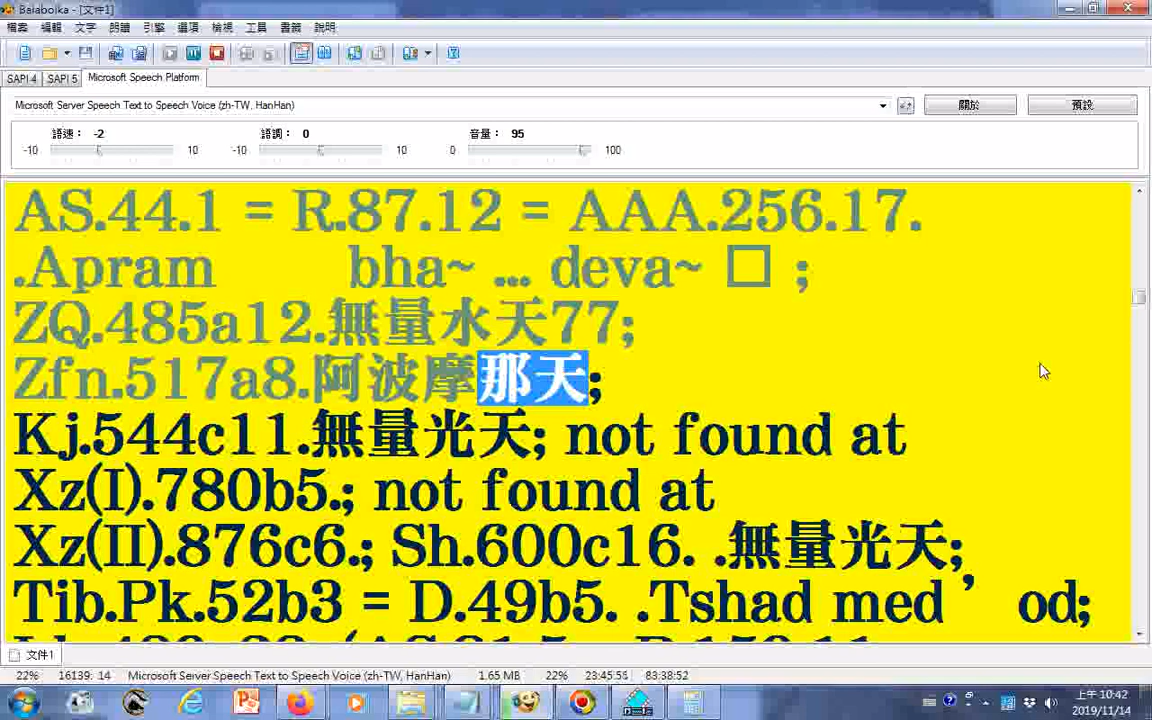 Balabolka - [文件1]
檔案 編輯 文字 朗讀 引擎 選項 檢視 工具 書籤 說明
SAPI 4 SAPI 5 Microsoft Speech Platform
Microsoft Server Speech Text to Speech Voice (zh-TW, HanHan) 關於 預設
語速： -2 語調： 0 音量： 95
-10 10 -10 10 0 100
AS.44.1 = R.87.12 = AAA.256.17.
.Apram bha~ ... deva~ □ ;
ZQ.485a12.無量水天77;
Zfn.517a8.阿波摩那天;
Kj.544c11.無量光天; not found at
Xz(I).780b5.; not found at
Xz(II).876c6.; Sh.600c16. .無量光天;
Tib.Pk.52b3 = D.49b5. .Tshad med ’ od;
文件1
22% 16139: 14 Microsoft Server Speech Text to Speech Voice (zh-TW, HanHan) 1.65 MB 22% 23:45:58 83:38:52
上午 10:42
2019/11/14